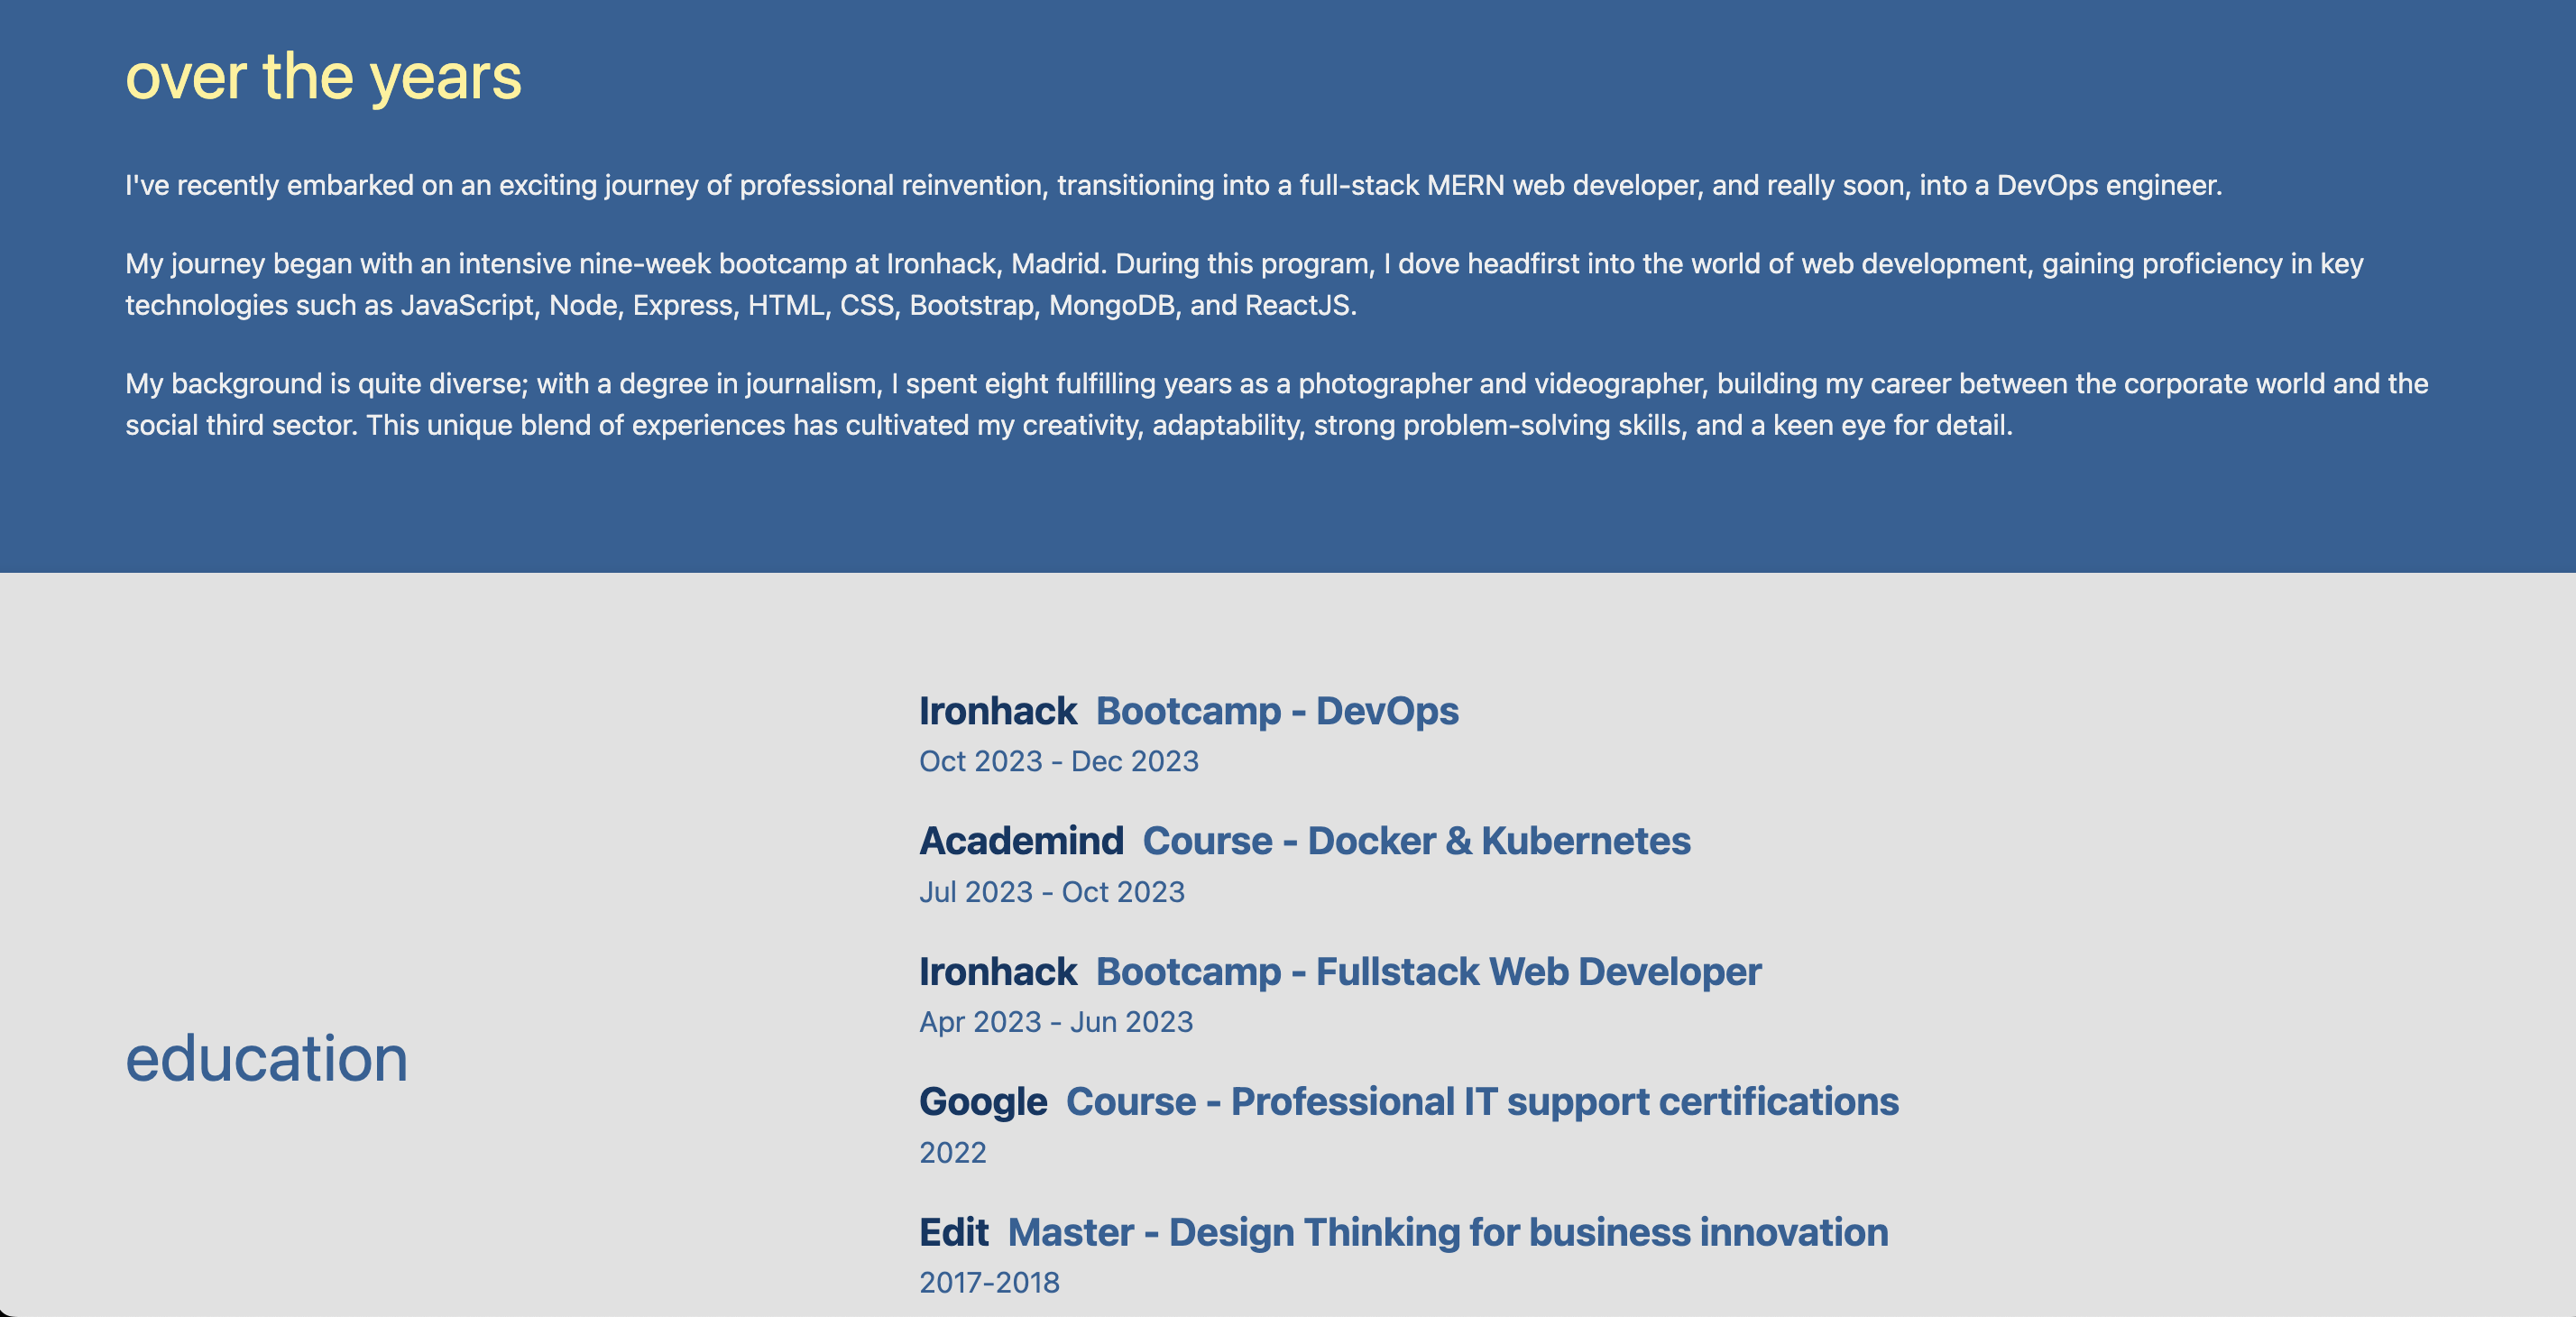 over the years
I've recently embarked on an exciting journey of professional reinvention, transitioning into a full-stack MERN web developer, and really soon, into a DevOps engineer.
My journey began with an intensive nine-week bootcamp at Ironhack, Madrid. During this program, I dove headfirst into the world of web development, gaining proficiency in key
technologies such as JavaScript, Node, Express, HTML, CSS, Bootstrap, MongoDB, and ReactJS.
My background is quite diverse; with a degree in journalism, I spent eight fulfilling years as a photographer and videographer, building my career between the corporate world and the
social third sector. This unique blend of experiences has cultivated my creativity, adaptability, strong problem-solving skills, and a keen eye for detail.
education
Ironhack Bootcamp - DevOps
Oct 2023 - Dec 2023
Academind Course - Docker & Kubernetes
Jul 2023 - Oct 2023
Ironhack Bootcamp - Fullstack Web Developer
Apr 2023 - Jun 2023
Google Course - Professional IT support certifications
2022
Edit Master - Design Thinking for business innovation
2017-2018